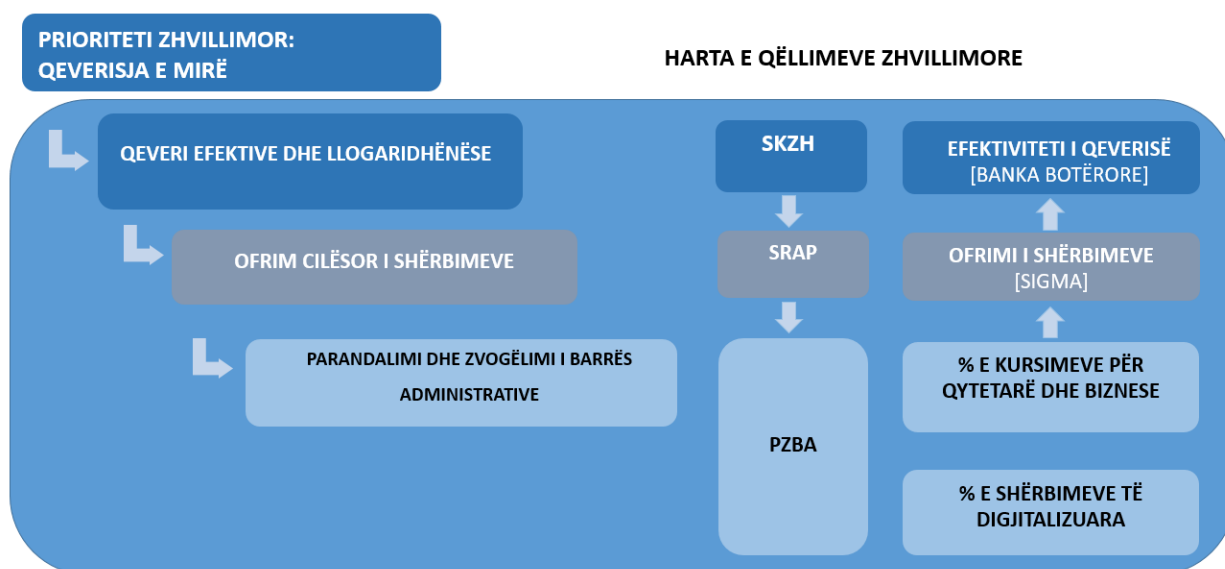 PRIORITETI ZHVILLIMOR:
QEVERISJA E MIRË
HARTA E QËLLIMEVE ZHVILLIMORE
QEVERI EFEKTIVE DHE LLOGARIDHËNËSE
SKZH
EFEKTIVITETI I QEVERISË
[BANKA BOTËRORE]
OFRIM CILËSOR I SHËRBIMEVE
SRAP
OFRIMI I SHËRBIMEVE
[SIGMA]
PARANDALIMI DHE ZVOGËLIMI I BARRËS
ADMINISTRATIVE
PZBA
% E KURSIMEVE PËR
QYTETARË DHE BIZNESE
% E SHËRBIMEVE TË
DIGJITALIZUARA